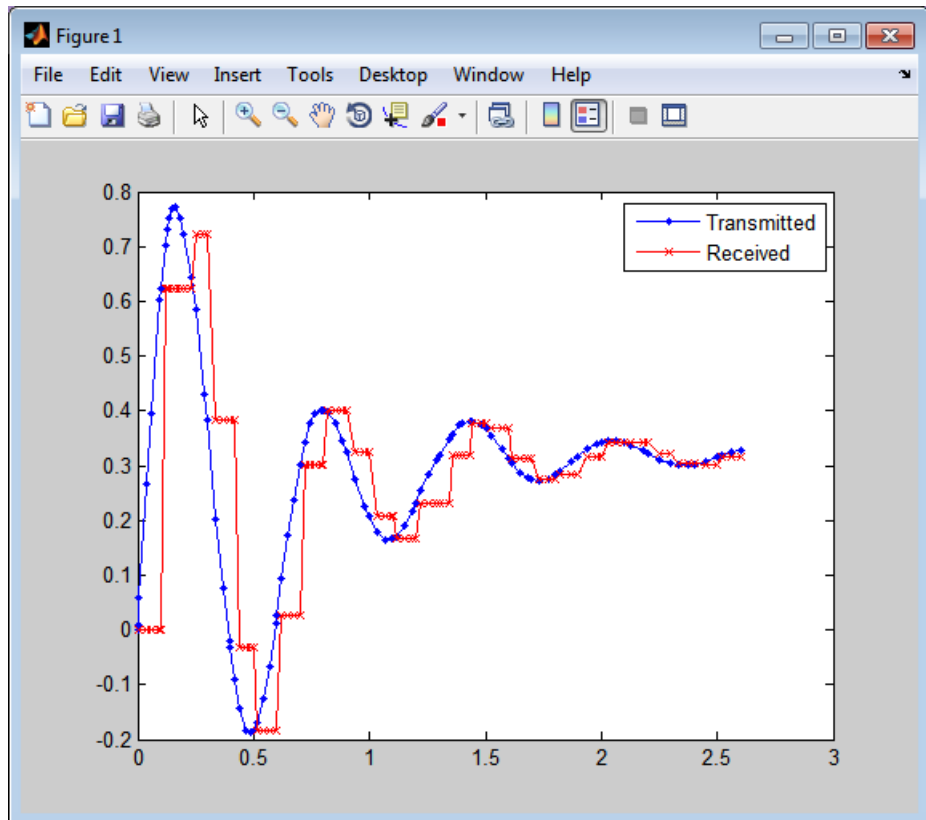 Figure 1
File Edit View Insert Tools Desktop Window Help
0.8
0.7
0.6
0.5
0.4
0.3
0.2
0.1
0
-0.1
-0.2
Transmitted
Received
0 0.5 1 1.5 2 2.5 3